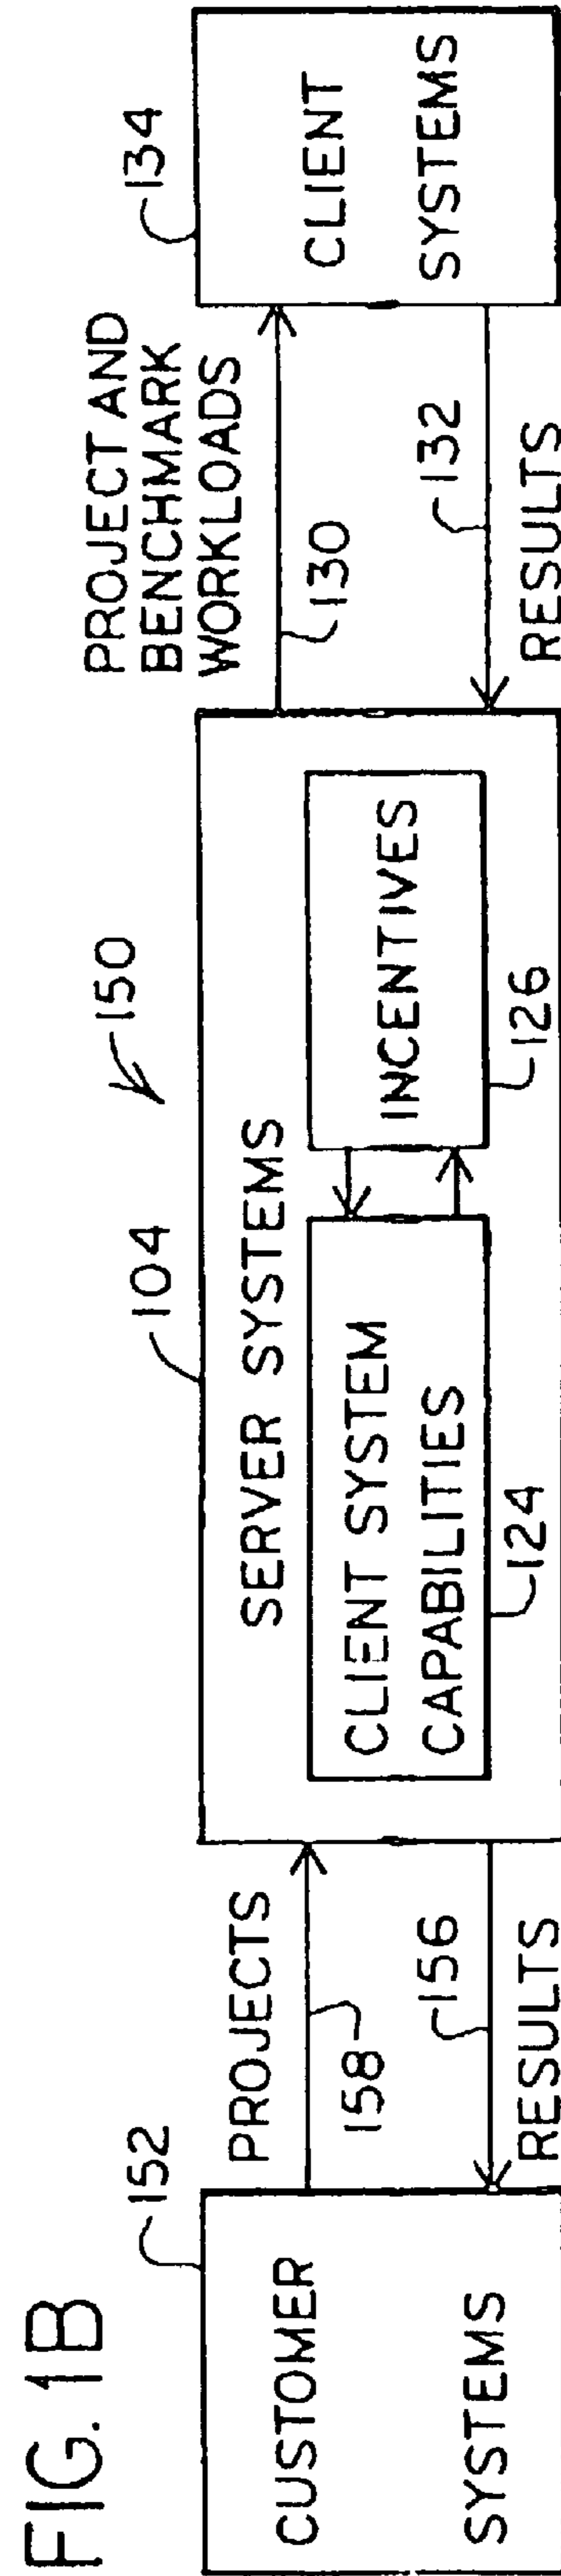 FIG. 1B
152
CUSTOMER
SYSTEMS
PROJECTS
158
156
RESULTS
150
104
SERVER SYSTEMS
CLIENT SYSTEM
CAPABILITIES
124
INCENTIVES
126
PROJECT AND
BENCHMARK
WORKLOADS
130
132
RESULTS
134
CLIENT
SYSTEMS